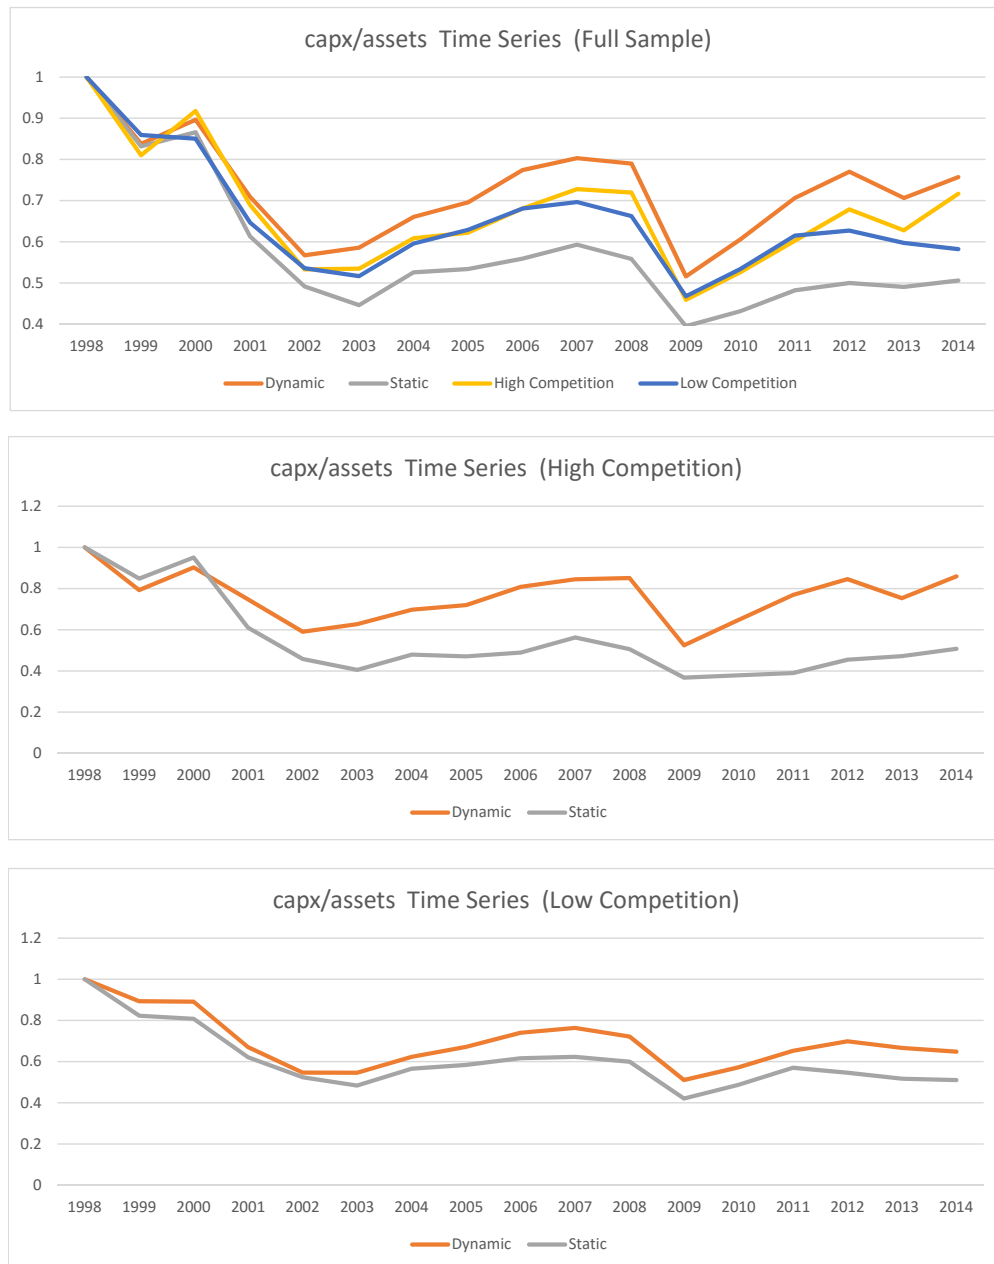 capx/assets Time Series (Full Sample)
1
0.9
0.8
0.7
0.6
0.5
0.4
1998 1999 2000 2001 2002 2003 2004 2005 2006 2007 2008 2009 2010 2011 2012 2013 2014
Dynamic Static High Competition Low Competition
capx/assets Time Series (High Competition)
1.2
1
0.8
0.6
0.4
0.2
0
1998 1999 2000 2001 2002 2003 2004 2005 2006 2007 2008 2009 2010 2011 2012 2013 2014
Dynamic Static
capx/assets Time Series (Low Competition)
1.2
1
0.8
0.6
0.4
0.2
0
1998 1999 2000 2001 2002 2003 2004 2005 2006 2007 2008 2009 2010 2011 2012 2013 2014
Dynamic Static